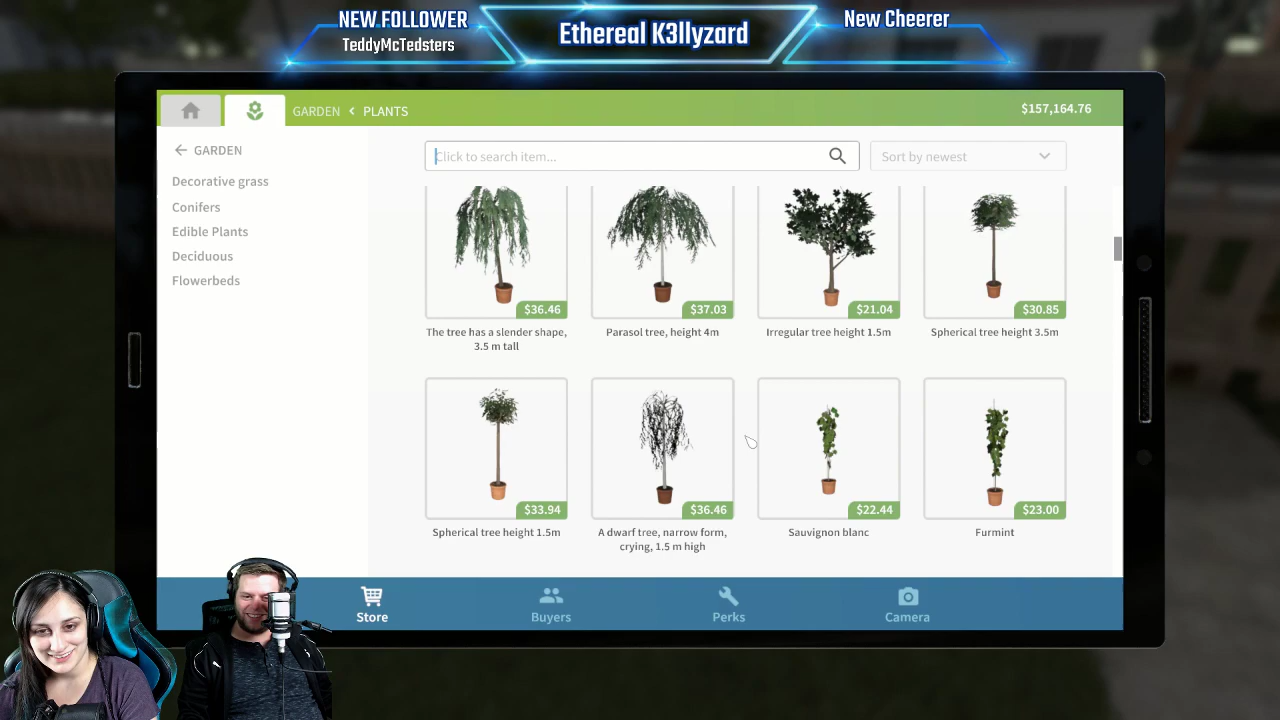 NEW FOLLOWER
TeddyMcTedsters
Ethereal K3llyzard
New Cheerer
GARDEN < PLANTS
$157,164.76
GARDEN
Decorative grass
Conifers
Edible Plants
Deciduous
Flowerbeds
Click to search item...
Sort by newest
$36.46
The tree has a slender shape,
3.5 m tall
$37.03
Parasol tree, height 4m
$21.04
Irregular tree height 1.5m
$30.85
Spherical tree height 3.5m
$33.94
Spherical tree height 1.5m
$36.46
A dwarf tree, narrow form,
crying, 1.5 m high
$22.44
Sauvignon blanc
$23.00
Furmint
Store
Buyers
Perks
Camera